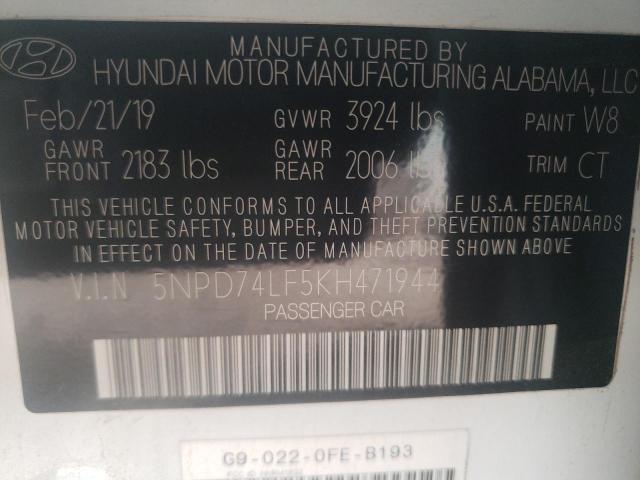 MANUFACTURED BY
HYUNDAI MOTOR MANUFACTURING ALABAMA, LLC
Feb/21/19 GVWR 3924 lbs PAINT W8
GAWR FRONT 2183 lbs GAWR REAR 2006 lbs TRIM CT
THIS VEHICLE CONFORMS TO ALL APPLICABLE U.S.A. FEDERAL
MOTOR VEHICLE SAFETY, BUMPER, AND THEFT PREVENTION STANDARDS
IN EFFECT ON THE DATE OF MANUFACTURE SHOWN ABOVE
V.I.N 5NPD74LF5KH471944
PASSENGER CAR
G9-022-0FE-B193